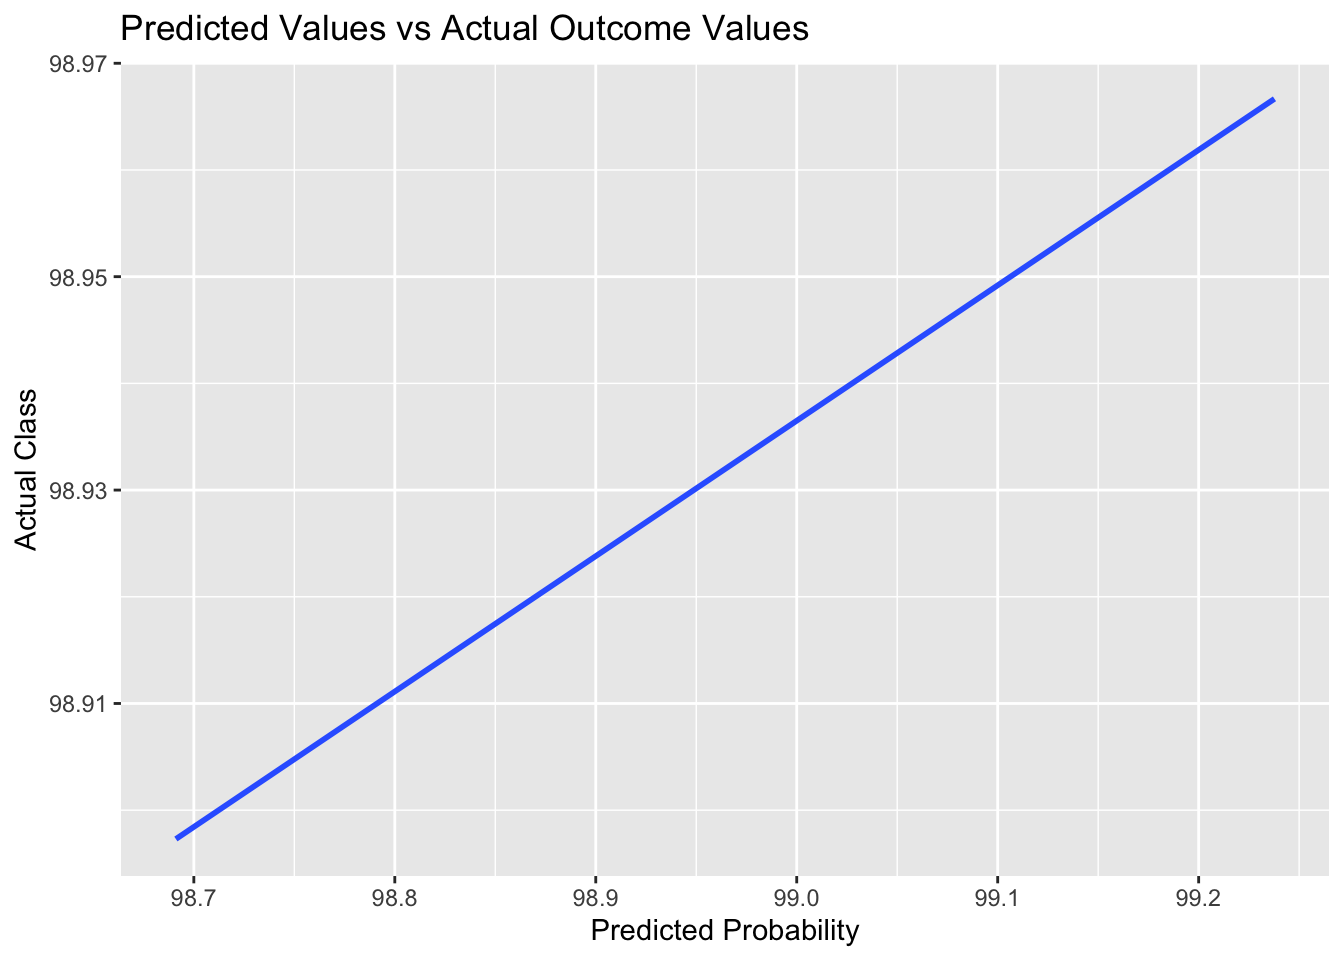 Predicted Values vs Actual Outcome Values
98.97
98.95
98.93
98.91
Actual Class
98.7 98.8 98.9 99.0 99.1 99.2
Predicted Probability